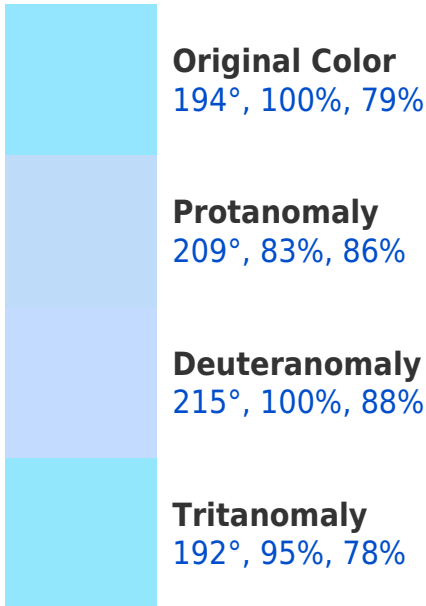 Original Color
194°, 100%, 79%
Protanomaly
209°, 83%, 86%
Deuteranomaly
215°, 100%, 88%
Tritanomaly
192°, 95%, 78%